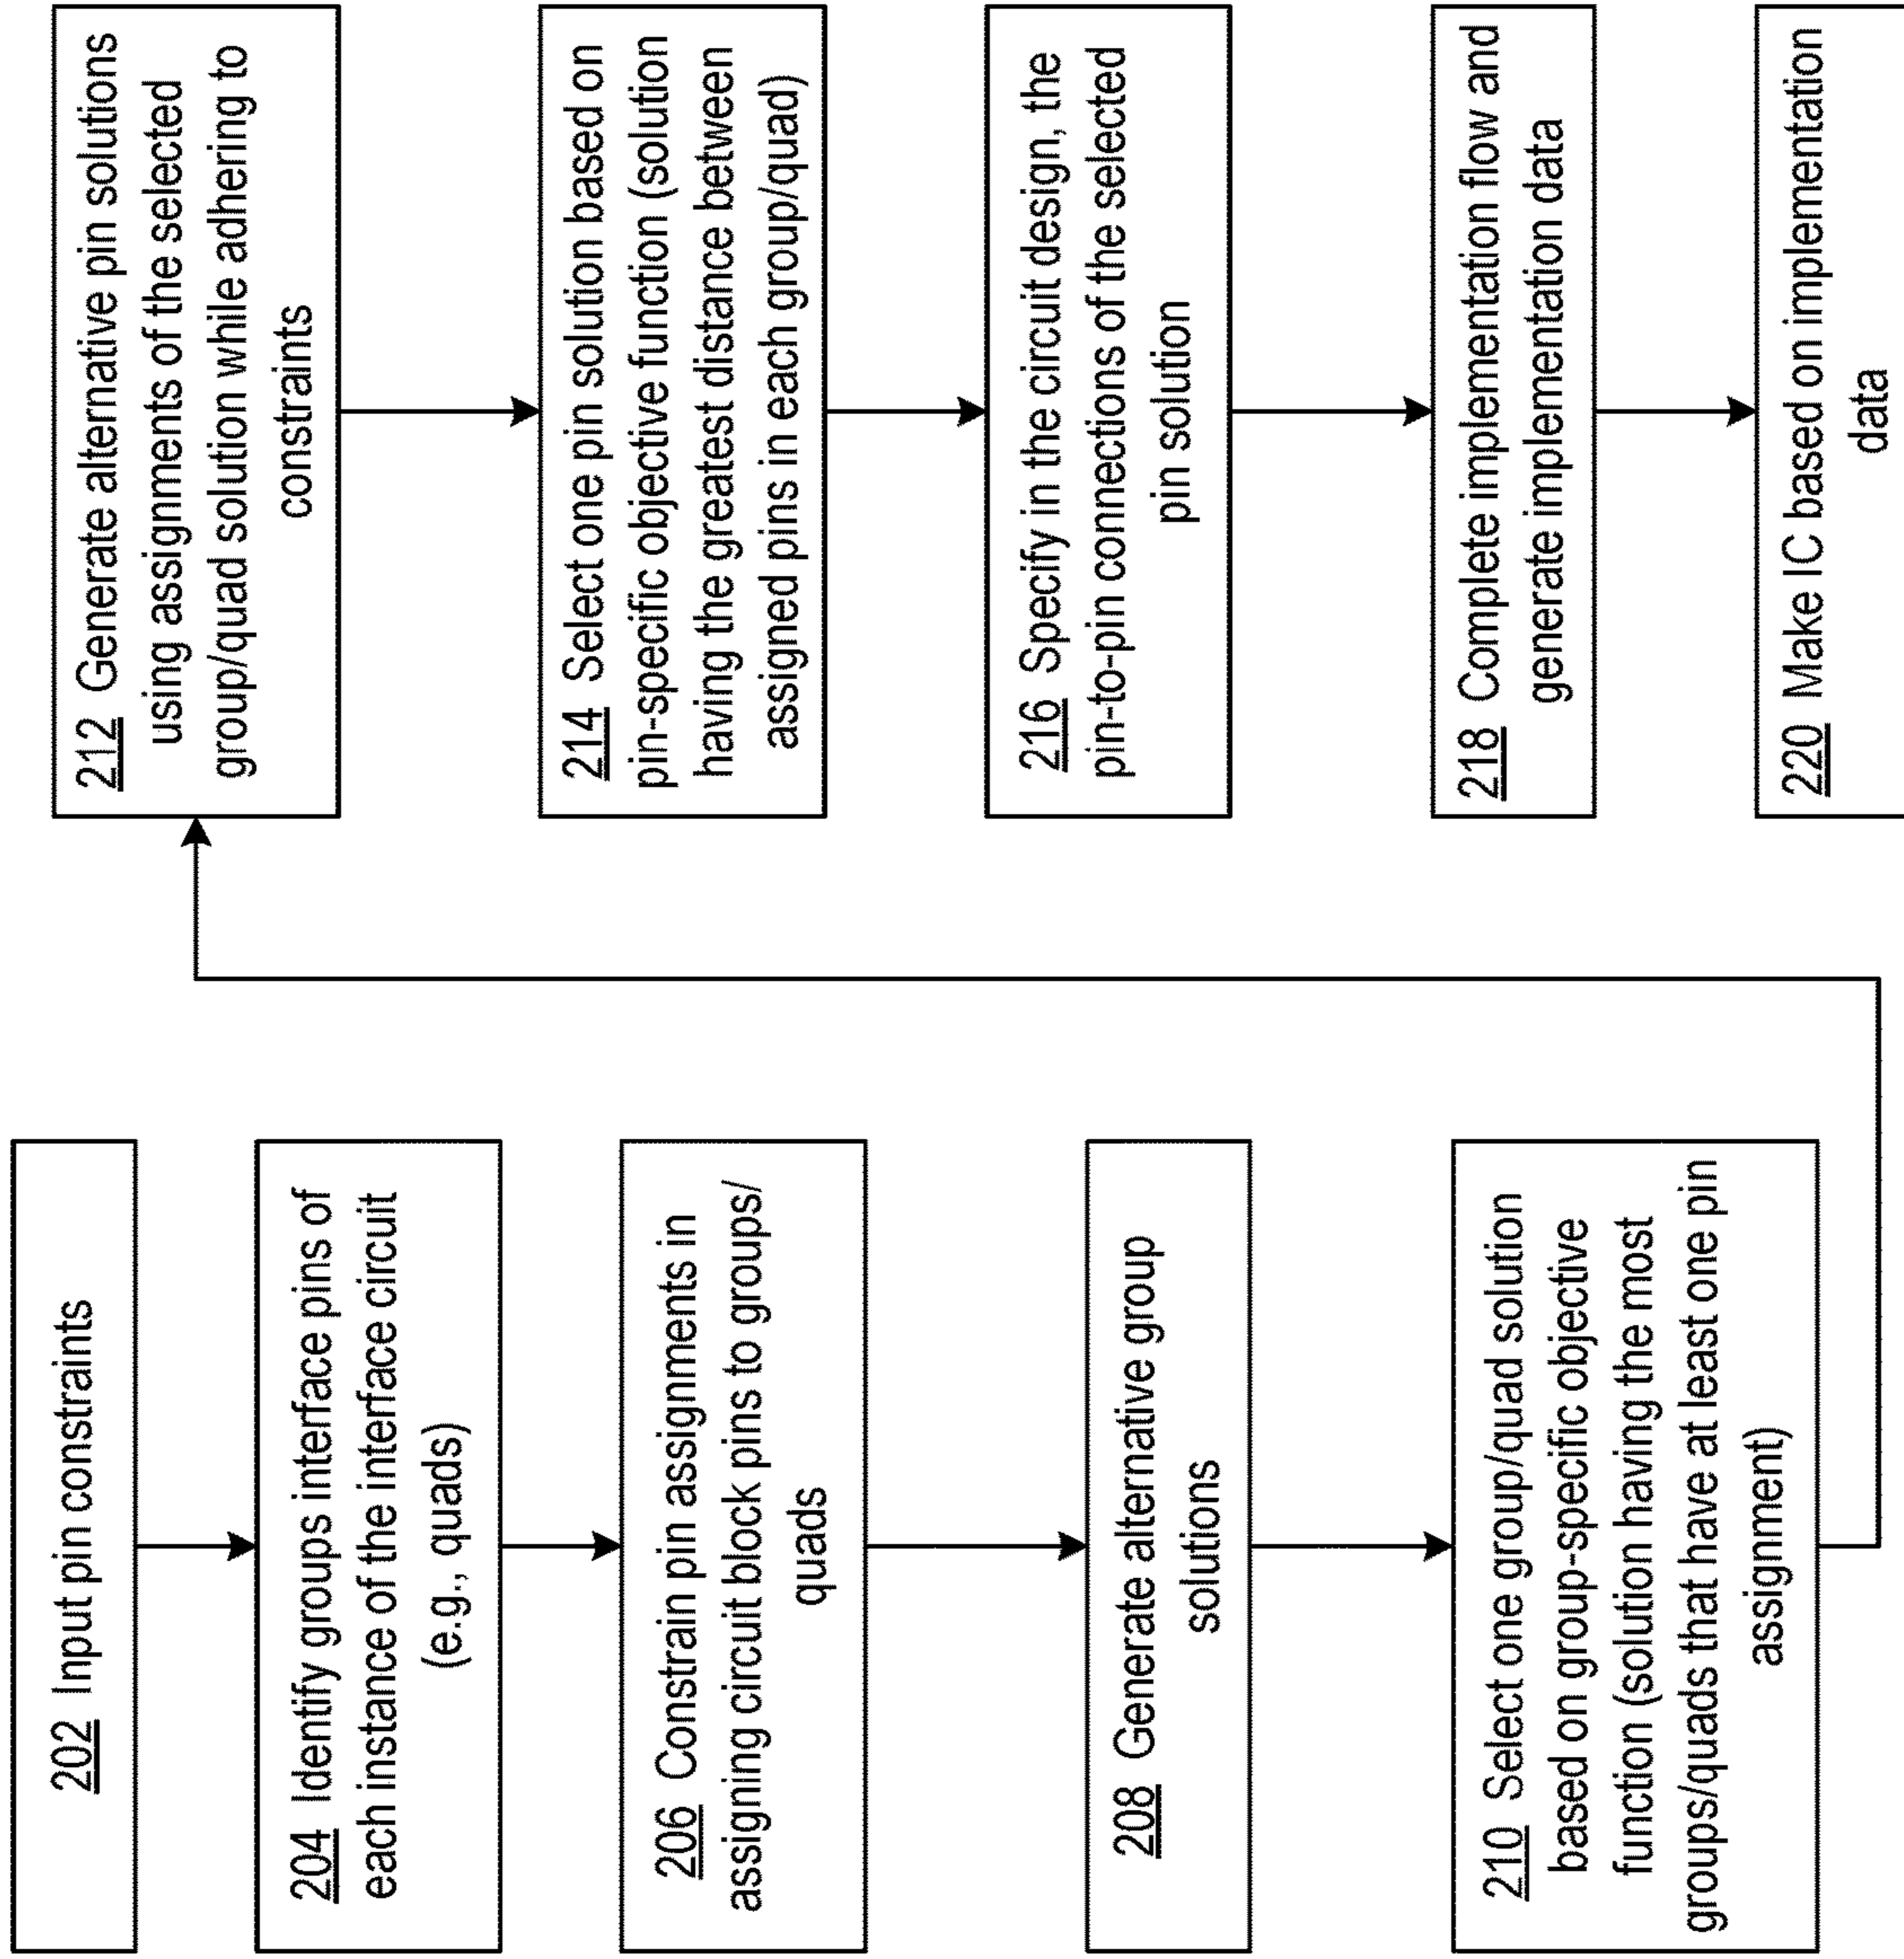 202 Input pin constraints
204 Identify groups interface pins of
each instance of the interface circuit
(e.g., quads)
206 Constrain pin assignments in
assigning circuit block pins to groups/
quads
208 Generate alternative group
solutions
210 Select one group/quad solution
based on group-specific objective
function (solution having the most
groups/quads that have at least one pin
assignment)
212 Generate alternative pin solutions
using assignments of the selected
group/quad solution while adhering to
constraints
214 Select one pin solution based on
pin-specific objective function (solution
having the greatest distance between
assigned pins in each group/quad)
216 Specify in the circuit design, the
pin-to-pin connections of the selected
pin solution
218 Complete implementation flow and
generate implementation data
220 Make IC based on implementation
data